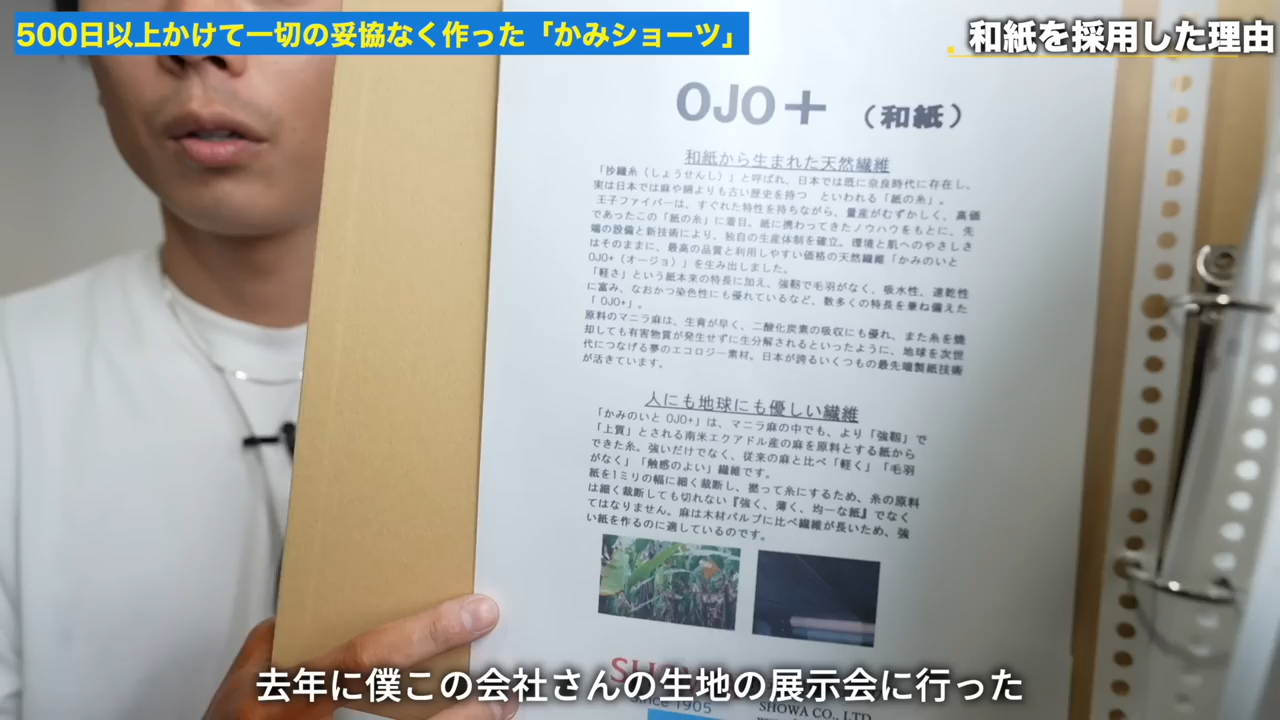 500日以上かけて一切の妥協なく作った「かみショーツ」
和紙を採用した理由
OJO＋（和紙）
和紙から生まれた天然繊維
「抄繊糸（しょうせんし）」と呼ばれ、日本では既に奈良時代に存在し、
実は日本では麻や綿よりも古い歴史を持つ　といわれる「紙の糸」。
王子ファイバーは、すぐれた特性を持ちながら、量産がむずかしく、高価
であったこの「紙の糸」に着目。紙に携わってきたノウハウをもとに、先
端の設備と新技術により、独自の生産体制を確立。環境と肌へのやさしさ
はそのままに、最高の品質と利用しやすい価格の天然繊維「かみのいと
OJO+（オージョ）」を生み出しました。
「軽さ」という紙本来の特長に加え、強靭で毛羽がなく、吸水性、速乾性
に富み、なおかつ染色性にも優れているなど、数多くの特長を兼ね備えた
「 OJO+」。
原料のマニラ麻は、生育が早く、二酸化炭素の吸収にも優れ、また糸を焼
却しても有害物質が発生せずに生分解されるといったように、地球を次世
代につなげる夢のエコロジー素材。日本が誇るいくつもの最先端製紙技術
が活きています。
人にも地球にも優しい繊維
「かみのいと OJO+」は、マニラ麻の中でも、より「強靭」で
「上質」とされる南米エクアドル産の麻を原料とする紙から
できた糸。強いだけでなく、従来の麻と比べ「軽く」「毛羽
がなく」「触感のよい」繊維です。
紙を1ミリの幅に細く裁断し、撚って糸にするため、糸の原料
は細く裁断しても切れない『強く、薄く、均一な紙』でなく
てはなりません。麻は木材パルプに比べ繊維が長いため、強
い紙を作るのに適しているのです。
去年に僕この会社さんの生地の展示会に行った
since 1905
SHOWA CO., LTD